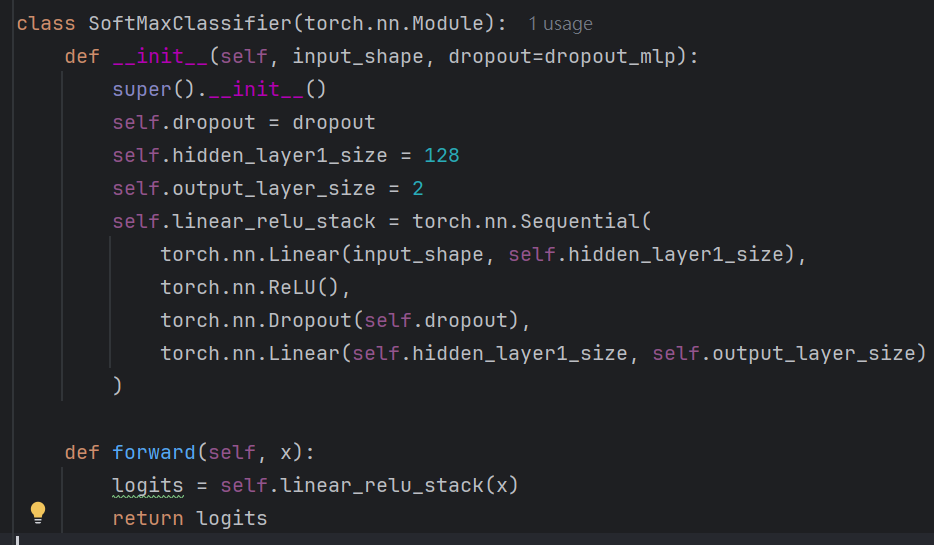 class SoftMaxClassifier(torch.nn.Module): 1 usage
def __init__(self, input_shape, dropout=dropout_mlp):
super().__init__()
self.dropout = dropout
self.hidden_layer1_size = 128
self.output_layer_size = 2
self.linear_relu_stack = torch.nn.Sequential(
torch.nn.Linear(input_shape, self.hidden_layer1_size),
torch.nn.ReLU(),
torch.nn.Dropout(self.dropout),
torch.nn.Linear(self.hidden_layer1_size, self.output_layer_size)
)
def forward(self, x):
logits = self.linear_relu_stack(x)
return logits